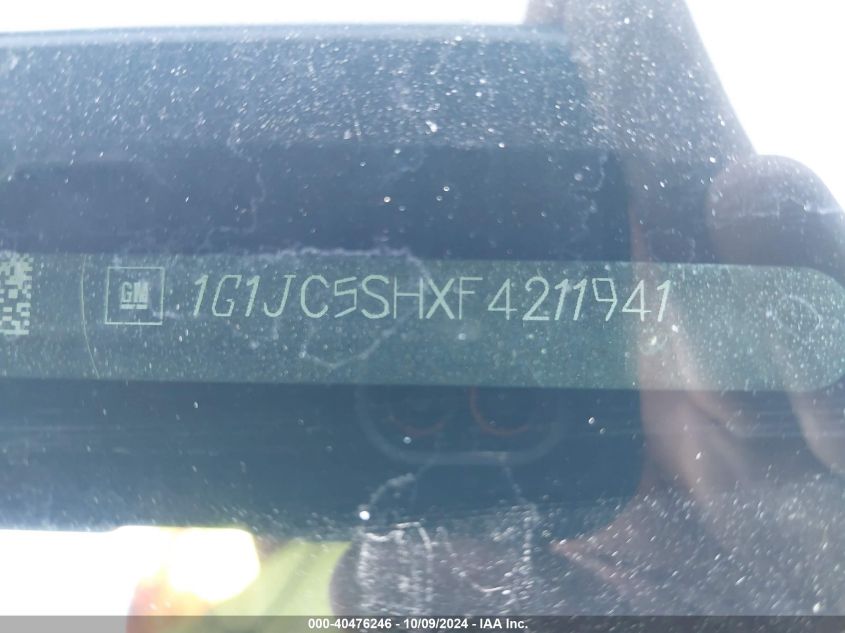 GM 1G1JC5SHXF4211941
000-40476246 - 10/09/2024 - IAA Inc.